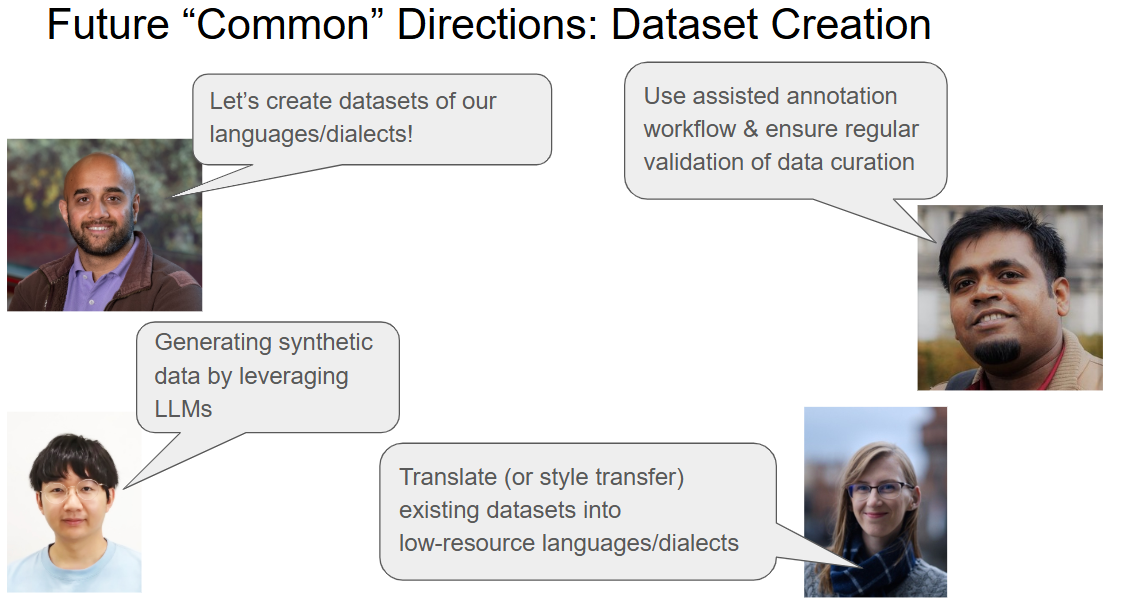 Future “Common” Directions: Dataset Creation
Let’s create datasets of our
languages/dialects!
Use assisted annotation
workflow & ensure regular
validation of data curation
Generating synthetic
data by leveraging
LLMs
Translate (or style transfer)
existing datasets into
low-resource languages/dialects